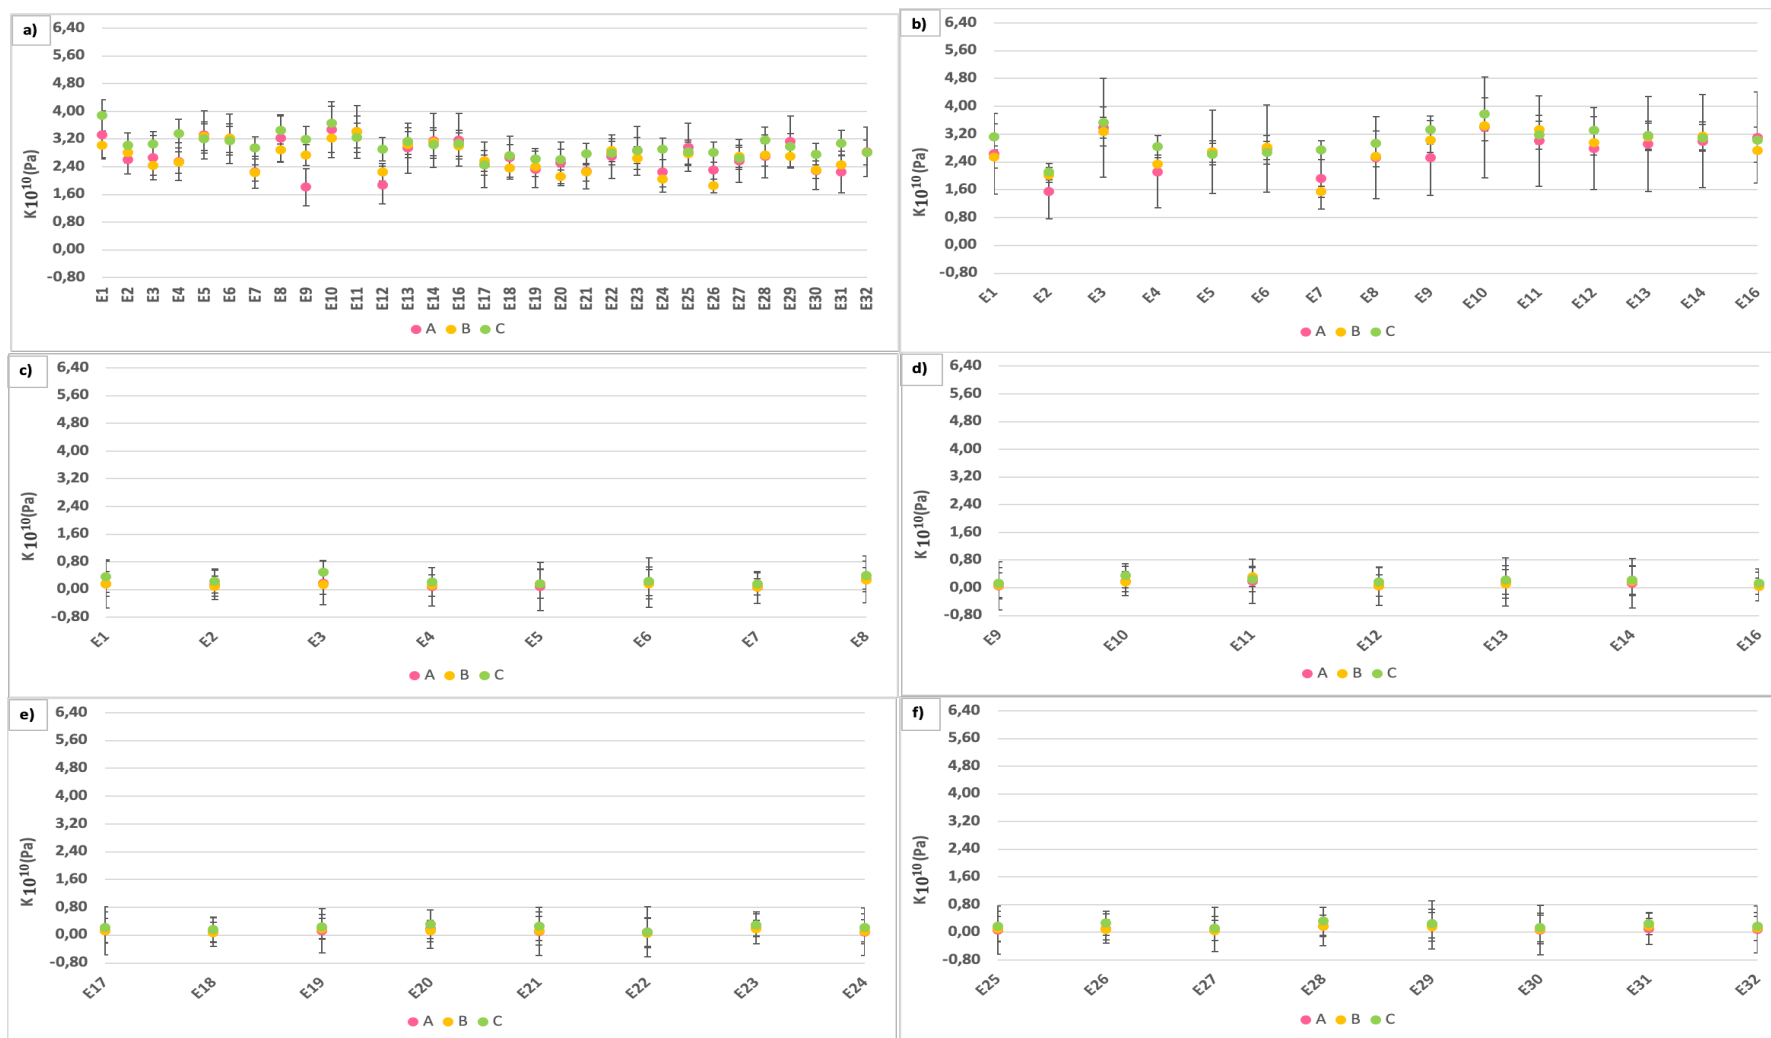 a)
6,40
5,60
4,80
4,00
3,20
2,40
1,60
0,80
0,00
-0,80
K10¹⁰(Pa)
E1 E2 E3 E4 E5 E6 E7 E8 E9 E10 E11 E12 E13 E14 E16 E17 E18 E19 E20 E21 E22 E23 E24 E25 E26 E27 E28 E29 E30 E31 E32
A B C
b)
6,40
5,60
4,80
4,00
3,20
2,40
1,60
0,80
0,00
-0,80
K10¹⁰(Pa)
E1 E2 E3 E4 E5 E6 E7 E8 E9 E10 E11 E12 E13 E14 E16
A B C
c)
6,40
5,60
4,80
4,00
3,20
2,40
1,60
0,80
0,00
-0,80
K10¹⁰(Pa)
E1 E2 E3 E4 E5 E6 E7 E8
A B C
d)
6,40
5,60
4,80
4,00
3,20
2,40
1,60
0,80
0,00
-0,80
K10¹⁰(Pa)
E9 E10 E11 E12 E13 E14 E16
A B C
e)
6,40
5,60
4,80
4,00
3,20
2,40
1,60
0,80
0,00
-0,80
K10¹⁰(Pa)
E17 E18 E19 E20 E21 E22 E23 E24
A B C
f)
6,40
5,60
4,80
4,00
3,20
2,40
1,60
0,80
0,00
-0,80
K10¹⁰(Pa)
E25 E26 E27 E28 E29 E30 E31 E32
A B C